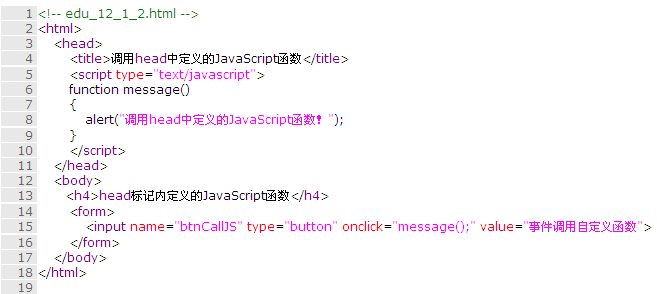 1 <!-- edu_12_1_2.html -->
2 <html>
3 <head>
4 <title>调用head中定义的JavaScript函数</title>
5 <script type="text/javascript">
6 function message()
7 {
8 alert("调用head中定义的JavaScript函数！");
9 }
10 </script>
11 </head>
12 <body>
13 <h4>head标记内定义的JavaScript函数</h4>
14 <form>
15 <input name="btnCallJS" type="button" onclick="message();" value="事件调用自定义函数">
16 </form>
17 </body>
18 </html>
19